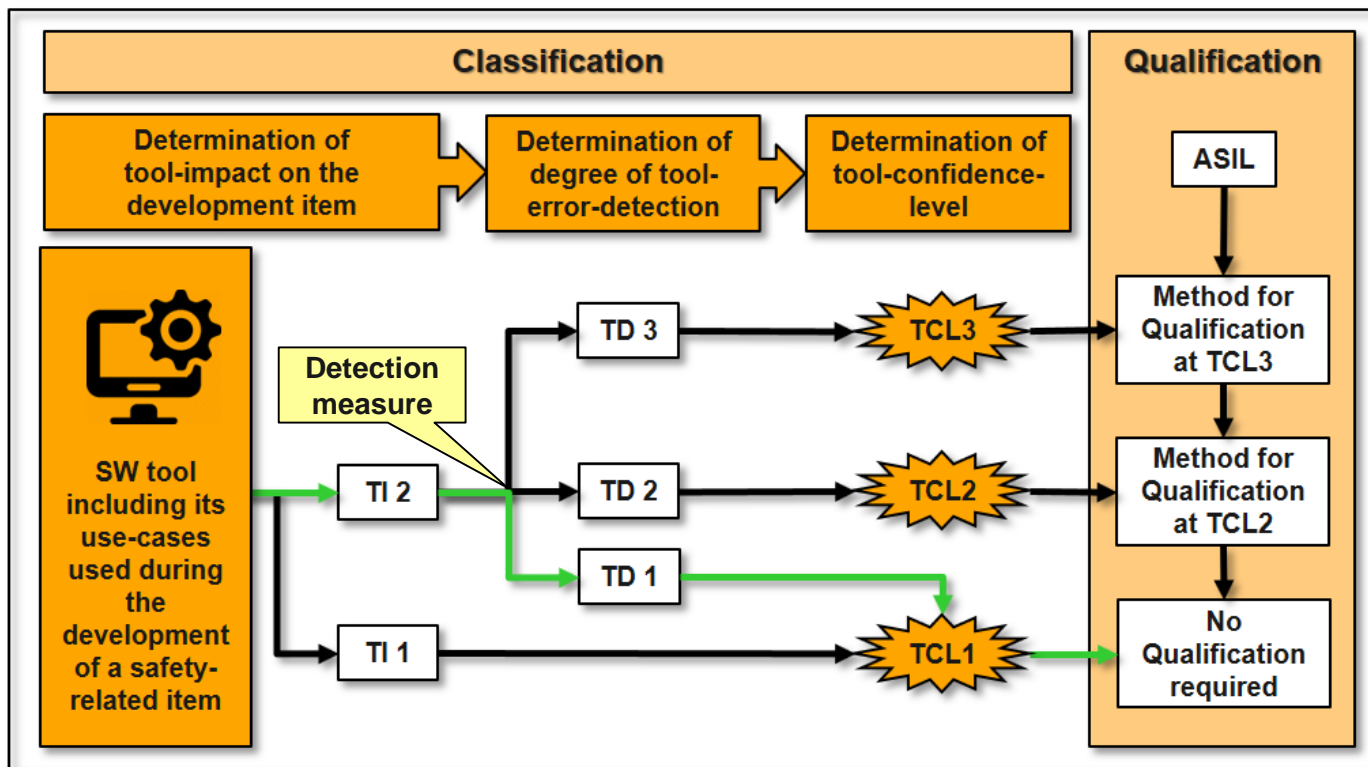 Classification
Qualification
Determination of
tool-impact on the
development item
Determination of
degree of tool-
error-detection
Determination of
tool-confidence-
level
ASIL
SW tool
including its
use-cases
used during
the
development
of a safety-
related item
Detection
measure
TI 2
TI 1
TD 3
TD 2
TD 1
TCL3
TCL2
TCL1
Method for
Qualification
at TCL3
Method for
Qualification
at TCL2
No
Qualification
required